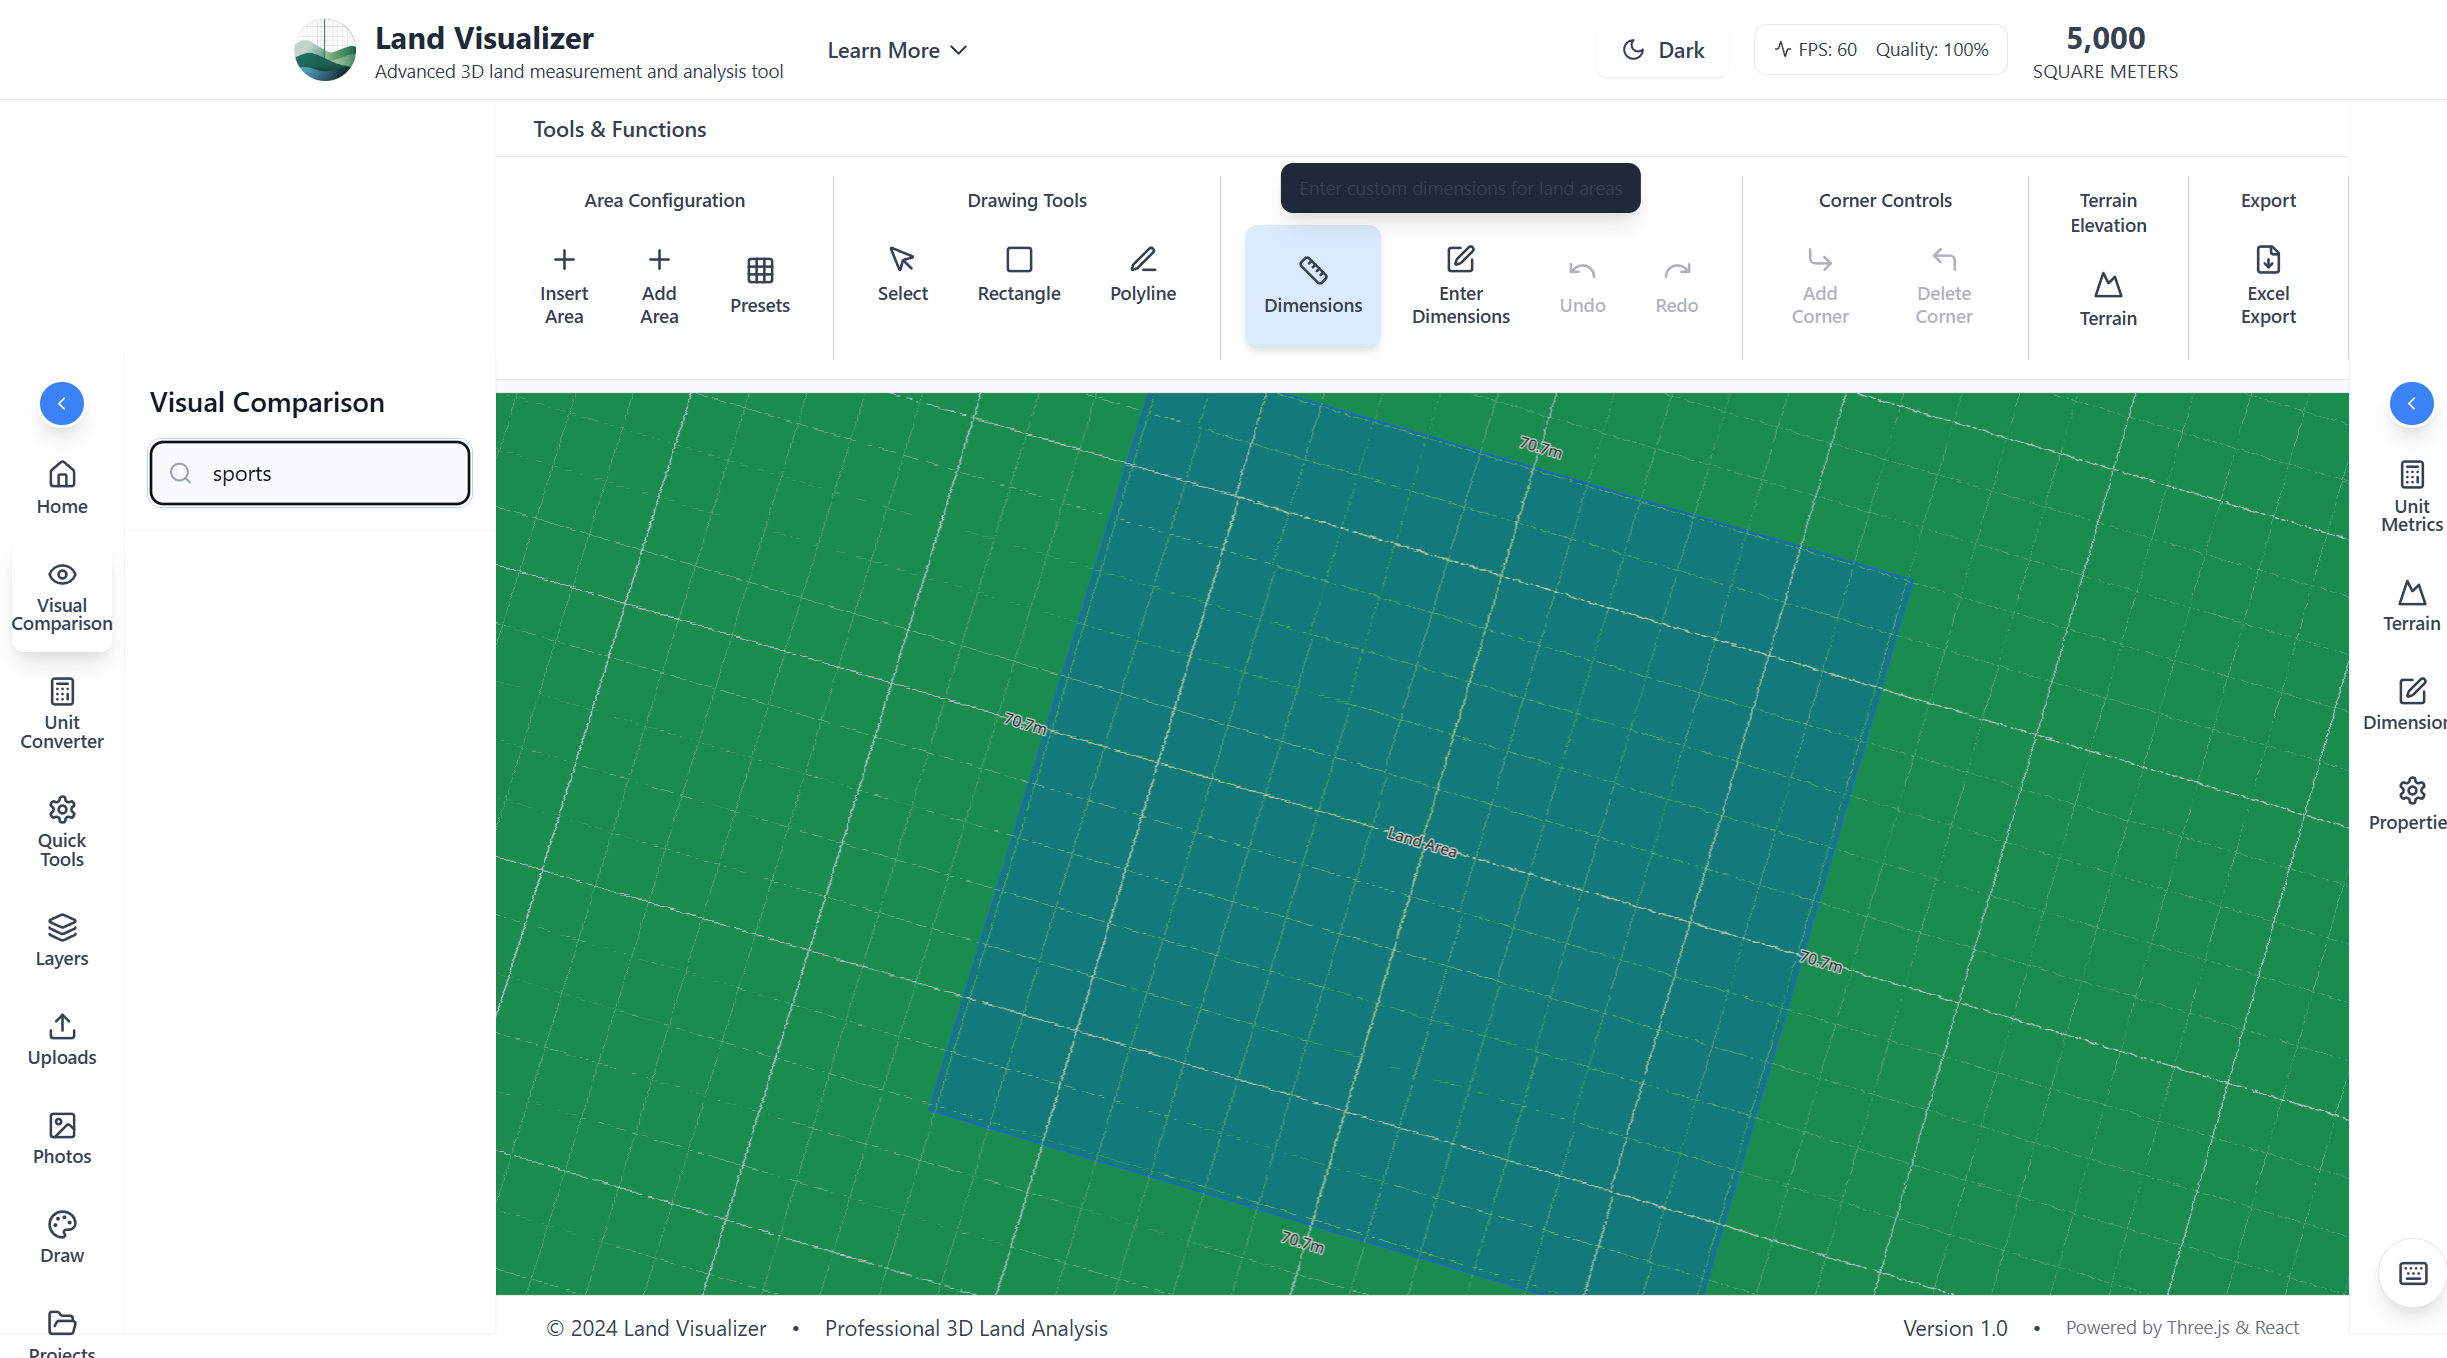 Land Visualizer
Advanced 3D land measurement and analysis tool
Learn More
Dark
FPS: 60 Quality: 100%
5,000
SQUARE METERS
Tools & Functions
Area Configuration
Insert
Area
Add
Area
Presets
Drawing Tools
Select
Rectangle
Polyline
Enter custom dimensions for land areas
Dimensions
Enter
Dimensions
Undo
Redo
Corner Controls
Add
Corner
Delete
Corner
Terrain
Elevation
Terrain
Export
Excel
Export
Home
Visual
Comparison
Unit
Converter
Quick
Tools
Layers
Uploads
Photos
Draw
Projects
Visual Comparison
sports
70.7m
70.7m
Land Area
70.7m
70.7m
Unit
Metrics
Terrain
Dimension
Propertie
© 2024 Land Visualizer • Professional 3D Land Analysis
Version 1.0 • Powered by Three.js & React